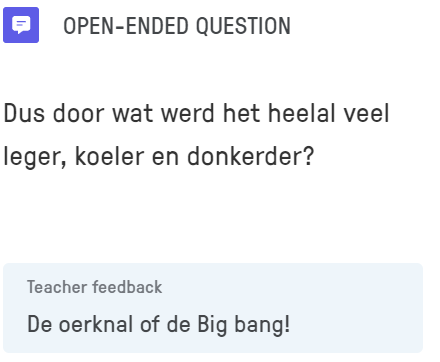 OPEN-ENDED QUESTION
Dus door wat werd het heelal veel
leger, koeler en donkerder?
Teacher feedback
De oerknal of de Big bang!